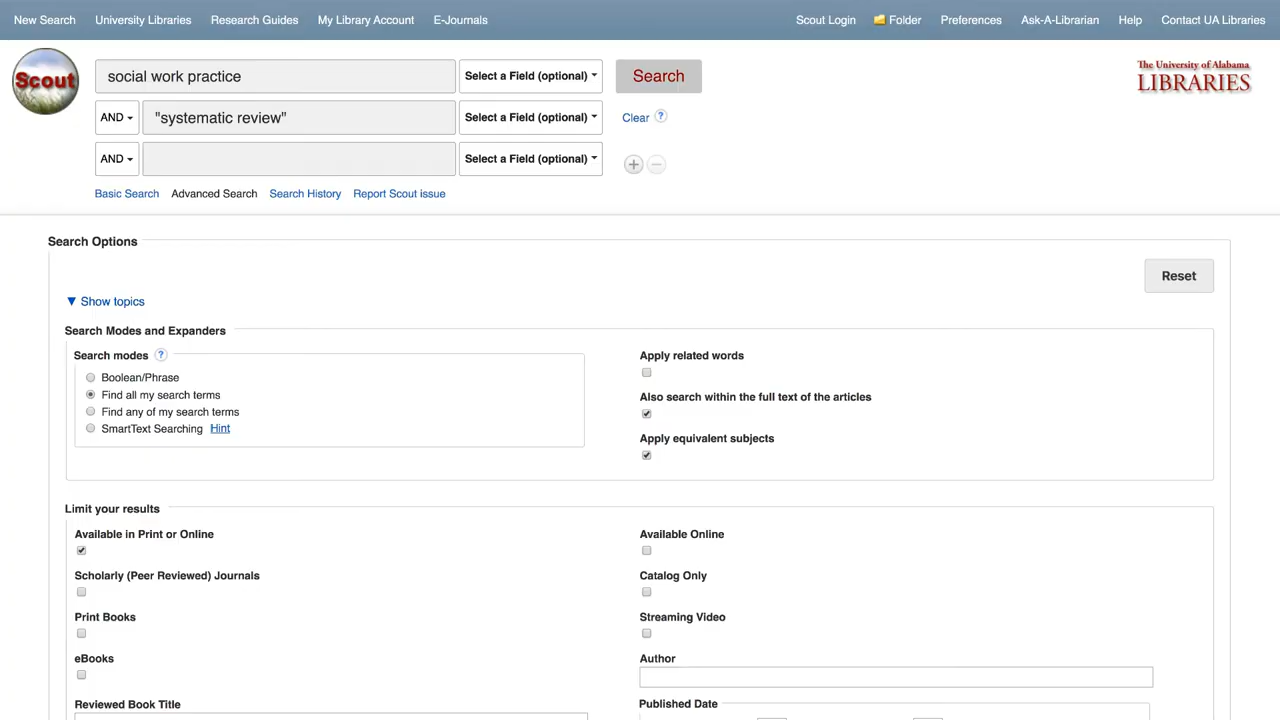 New Search University Libraries Research Guides My Library Account E-Journals Scout Login Folder Preferences Ask-A-Librarian Help Contact UA Libraries
Scout
social work practice Select a Field (optional) Search
The University of Alabama
LIBRARIES
AND "systematic review" Select a Field (optional) Clear ?
AND Select a Field (optional)
Basic Search Advanced Search Search History Report Scout issue
Search Options
Reset
Show topics
Search Modes and Expanders
Search modes ?
Boolean/Phrase
Find all my search terms
Find any of my search terms
SmartText Searching Hint
Apply related words
Also search within the full text of the articles
Apply equivalent subjects
Limit your results
Available in Print or Online Available Online
Scholarly (Peer Reviewed) Journals Catalog Only
Print Books Streaming Video
eBooks Author
Reviewed Book Title Published Date